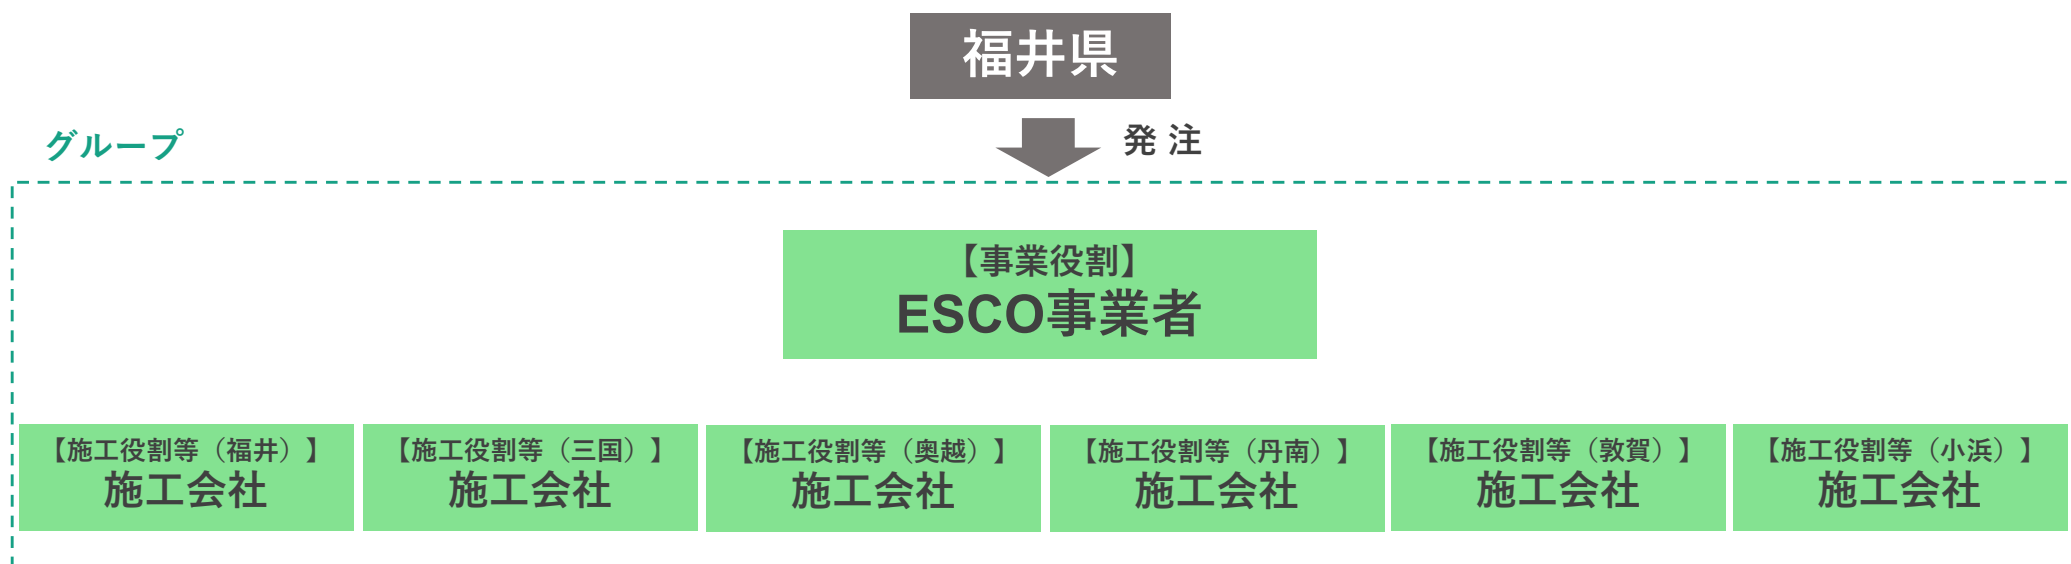 福井県
発 注
グループ
【事業役割】
ESCO事業者
【施工役割等（福井）】
施工会社
【施工役割等（三国）】
施工会社
【施工役割等（奥越）】
施工会社
【施工役割等（丹南）】
施工会社
【施工役割等（敦賀）】
施工会社
【施工役割等（小浜）】
施工会社